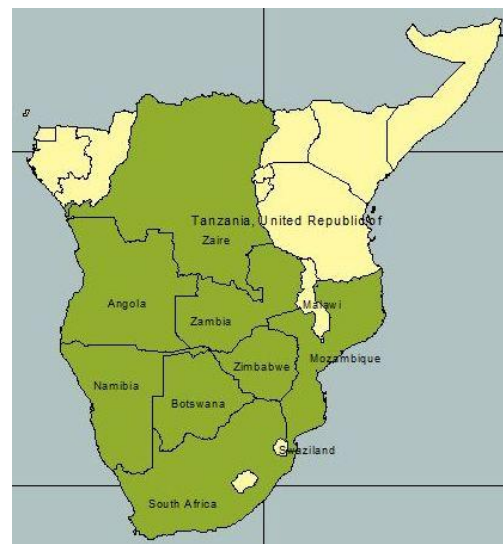 Tanzania, United Republic of
Zaire
Angola
Malawi
Zambia
Mozambique
Zimbabwe
Namibia
Botswana
Swaziland
South Africa